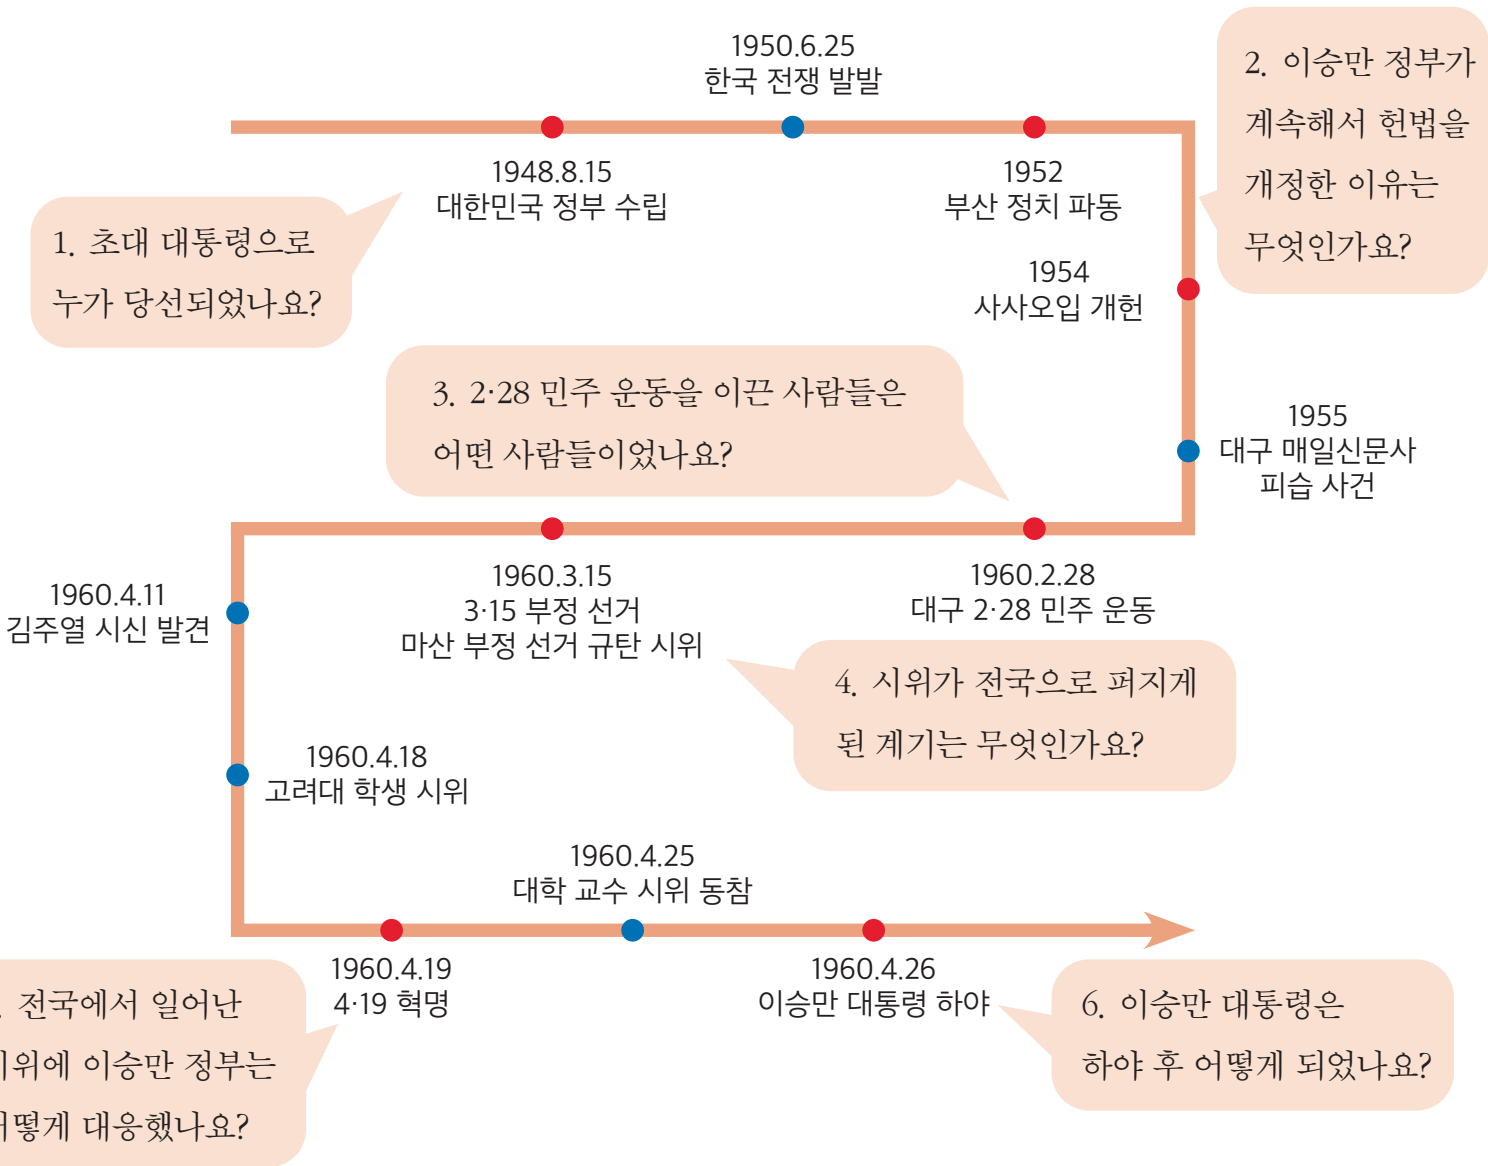 1950.6.25
한국 전쟁 발발
1948.8.15
대한민국 정부 수립
1952
부산 정치 파동
2. 이승만 정부가
계속해서 헌법을
개정한 이유는
무엇인가요?
1. 초대 대통령으로
누가 당선되었나요?
1954
사사오입 개헌
3. 2·28 민주 운동을 이끈 사람들은
어떤 사람들이었나요?
1955
대구 매일신문사
피습 사건
1960.2.28
대구 2·28 민주 운동
1960.3.15
3·15 부정 선거
마산 부정 선거 규탄 시위
4. 시위가 전국으로 퍼지게
된 계기는 무엇인가요?
1960.4.11
김주열 시신 발견
1960.4.18
고려대 학생 시위
1960.4.19
4·19 혁명
전국에서 일어난
이승만 정부는
대응했나요?
1960.4.25
대학 교수 시위 동참
1960.4.26
이승만 대통령 하야
6. 이승만 대통령은
하야 후 어떻게 되었나요?